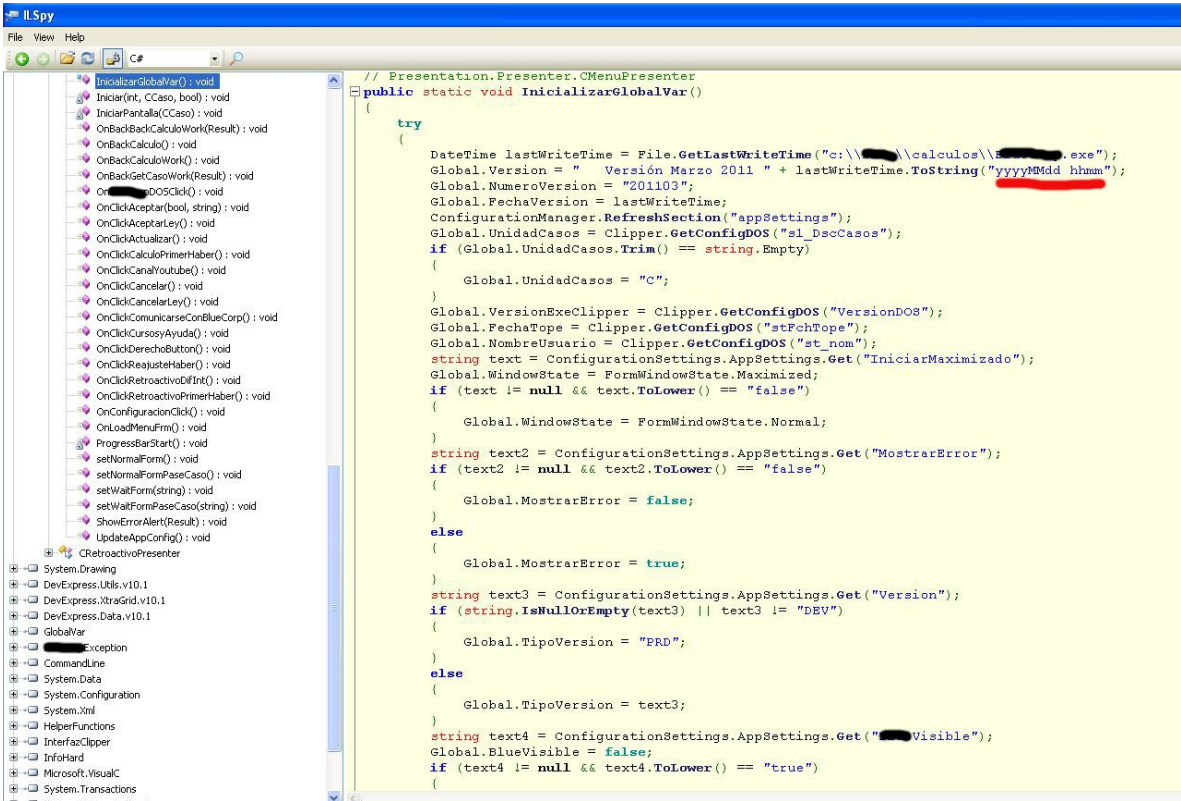 ILSpy
File View Help
C#
InicializarGlobalVar() : void
Iniciar(int, CCaso, bool) : void
IniciarPantalla(CCaso) : void
OnBackBackCalculoWork(Result) : void
OnBackCalculo() : void
OnBackCalculoWork() : void
OnBackGetCasoWork(Result) : void
On DOSClick() : void
OnClickAceptar(bool, string) : void
OnClickAceptarLey() : void
OnClickActualizar() : void
OnClickCalculoPrimerHaber() : void
OnClickCanalYoutube() : void
OnClickCancelar() : void
OnClickCancelarLey() : void
OnClickComunicarseConBlueCorp() : void
OnClickCursosyAyuda() : void
OnClickDerechoButton() : void
OnClickReajusteHaber() : void
OnClickRetroactivoDifInt() : void
OnClickRetroactivoPrimerHaber() : void
OnConfiguracionClick() : void
OnLoadMenuFrm() : void
ProgressBarStart() : void
setNormalForm() : void
setNormalFormPaseCaso() : void
setWaitForm(string) : void
setWaitFormPaseCaso(string) : void
ShowErrorAlert(Result) : void
UpdateAppConfig() : void
CRetroactivoPresenter
System.Drawing
DevExpress.Utils.v10.1
DevExpress.XtraGrid.v10.1
DevExpress.Data.v10.1
GlobalVar
Exception
CommandLine
System.Data
System.Configuration
System.Xml
HelperFunctions
InterfazClipper
InfoHard
Microsoft.VisualC
System.Transactions
// Presentation.Presenter.CMenuPresenter
public static void InicializarGlobalVar()
{
try
{
DateTime lastWriteTime = File.GetLastWriteTime("c:\\ \\calculos\\ .exe");
Global.Version = "   Versión Marzo 2011 " + lastWriteTime.ToString("yyyyMMdd hhmm");
Global.NumeroVersion = "201103";
Global.FechaVersion = lastWriteTime;
ConfigurationManager.RefreshSection("appSettings");
Global.UnidadCasos = Clipper.GetConfigDOS("s1_DscCasos");
if (Global.UnidadCasos.Trim() == string.Empty)
{
Global.UnidadCasos = "C";
}
Global.VersionExeClipper = Clipper.GetConfigDOS("VersionDOS");
Global.FechaTope = Clipper.GetConfigDOS("stFchTope");
Global.NombreUsuario = Clipper.GetConfigDOS("st_nom");
string text = ConfigurationSettings.AppSettings.Get("IniciarMaximizado");
Global.WindowState = FormWindowState.Maximized;
if (text != null && text.ToLower() == "false")
{
Global.WindowState = FormWindowState.Normal;
}
string text2 = ConfigurationSettings.AppSettings.Get("MostrarError");
if (text2 != null && text2.ToLower() == "false")
{
Global.MostrarError = false;
}
else
{
Global.MostrarError = true;
}
string text3 = ConfigurationSettings.AppSettings.Get("Version");
if (string.IsNullOrEmpty(text3) || text3 != "DEV")
{
Global.TipoVersion = "PRD";
}
else
{
Global.TipoVersion = text3;
}
string text4 = ConfigurationSettings.AppSettings.Get(" Visible");
Global.BlueVisible = false;
if (text4 != null && text4.ToLower() == "true")
{